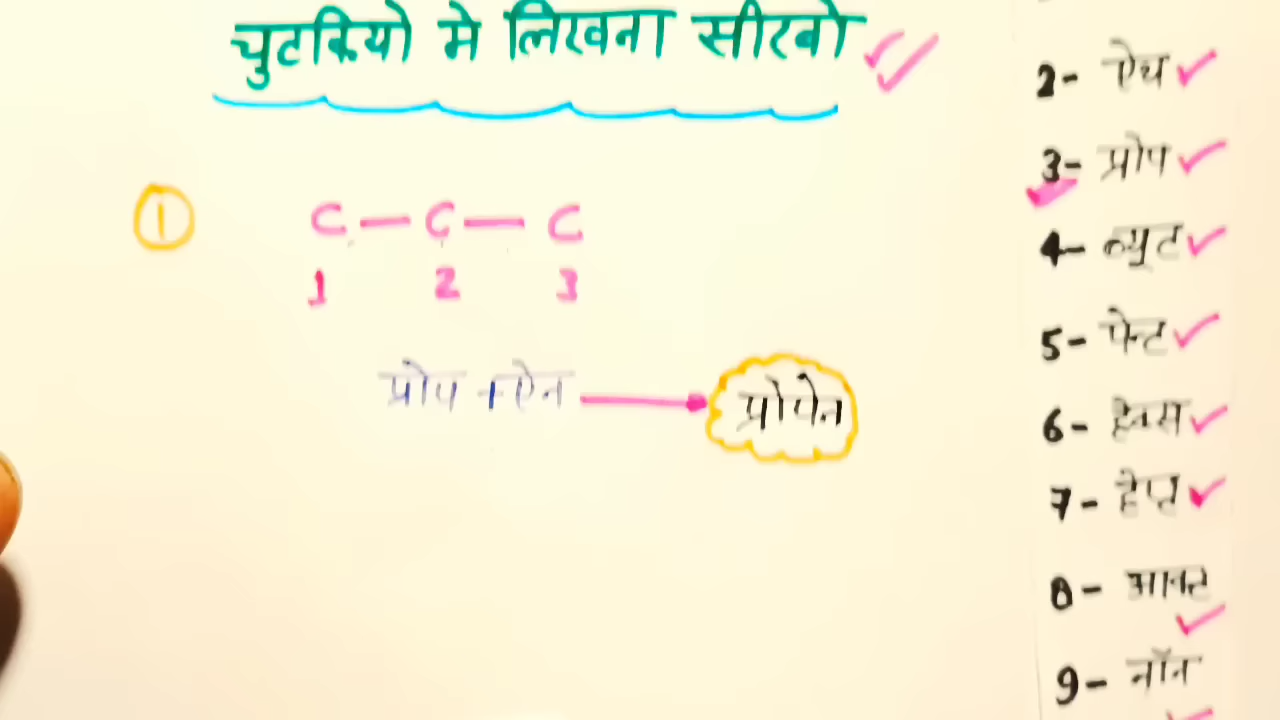 चुटकियो मे लिखना सीखो
① C — C — C
1 2 3
प्रोप + ऐन → प्रोपेन
2- ऐथ
3- प्रोप
4- ब्युट
5- पेन्ट
6- हैक्स
7- हैप्ट
8- आक्ट
9- नॉन